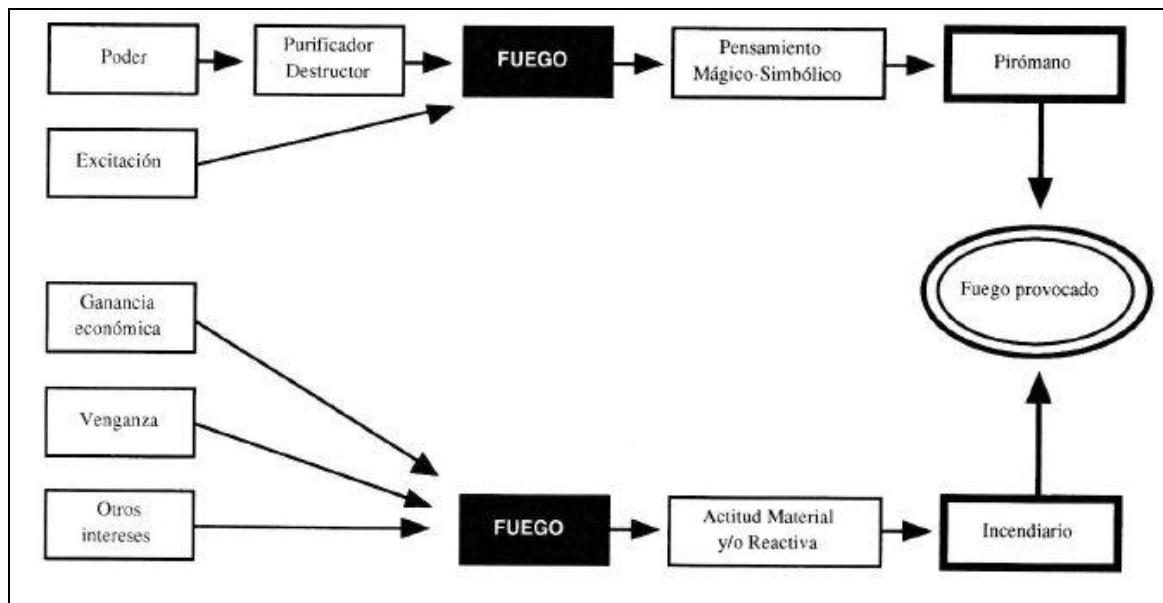 Poder
Purificador
Destructor
FUEGO
Pensamiento
Mágico-Simbólico
Pirómano
Excitación
Fuego provocado
Ganancia
económica
Venganza
Otros
intereses
FUEGO
Actitud Material
y/o Reactiva
Incendiario